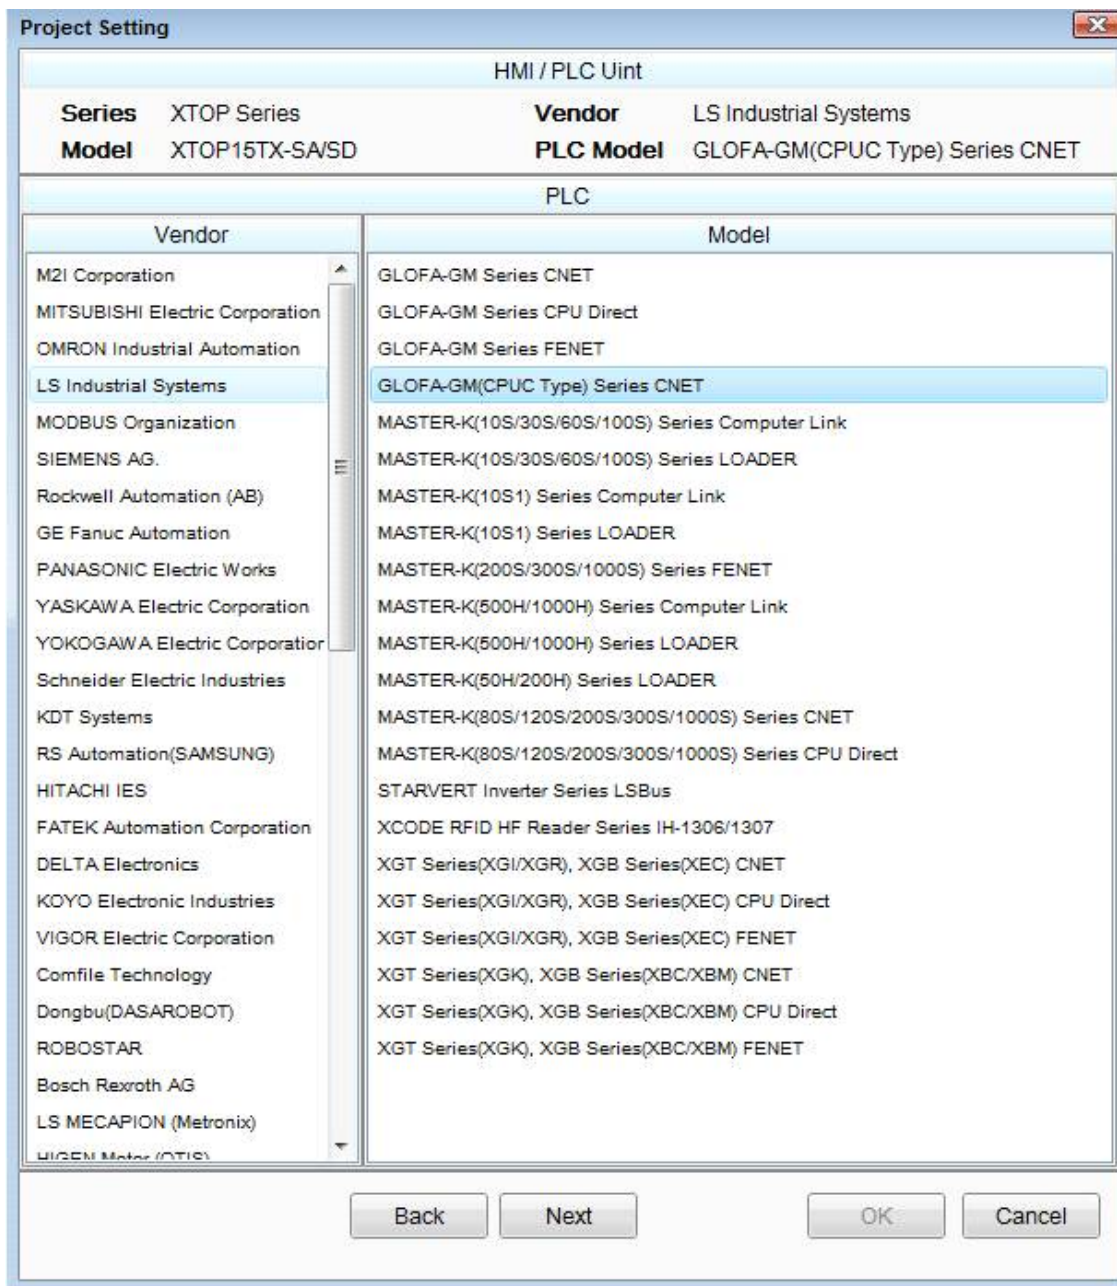 Project Setting
HMI / PLC Uint
Series XTOP Series Vendor LS Industrial Systems
Model XTOP15TX-SA/SD PLC Model GLOFA-GM(CPUC Type) Series CNET
PLC
Vendor
M2I Corporation
MITSUBISHI Electric Corporation
OMRON Industrial Automation
LS Industrial Systems
MODBUS Organization
SIEMENS AG.
Rockwell Automation (AB)
GE Fanuc Automation
PANASONIC Electric Works
YASKAWA Electric Corporation
YOKOGAWA Electric Corporation
Schneider Electric Industries
KDT Systems
RS Automation(SAMSUNG)
HITACHI IES
FATEK Automation Corporation
DELTA Electronics
KOYO Electronic Industries
VIGOR Electric Corporation
Comfile Technology
Dongbu(DASAROBOT)
ROBOSTAR
Bosch Rexroth AG
LS MECAPION (Metronix)
HIGEN Motor (OTIS)
Model
GLOFA-GM Series CNET
GLOFA-GM Series CPU Direct
GLOFA-GM Series FENET
GLOFA-GM(CPUC Type) Series CNET
MASTER-K(10S/30S/60S/100S) Series Computer Link
MASTER-K(10S/30S/60S/100S) Series LOADER
MASTER-K(10S1) Series Computer Link
MASTER-K(10S1) Series LOADER
MASTER-K(200S/300S/1000S) Series FENET
MASTER-K(500H/1000H) Series Computer Link
MASTER-K(500H/1000H) Series LOADER
MASTER-K(50H/200H) Series LOADER
MASTER-K(80S/120S/200S/300S/1000S) Series CNET
MASTER-K(80S/120S/200S/300S/1000S) Series CPU Direct
STARVERT Inverter Series LSBus
XCODE RFID HF Reader Series IH-1306/1307
XGT Series(XGI/XGR), XGB Series(XEC) CNET
XGT Series(XGI/XGR), XGB Series(XEC) CPU Direct
XGT Series(XGI/XGR), XGB Series(XEC) FENET
XGT Series(XGK), XGB Series(XBC/XBM) CNET
XGT Series(XGK), XGB Series(XBC/XBM) CPU Direct
XGT Series(XGK), XGB Series(XBC/XBM) FENET
Back Next OK Cancel